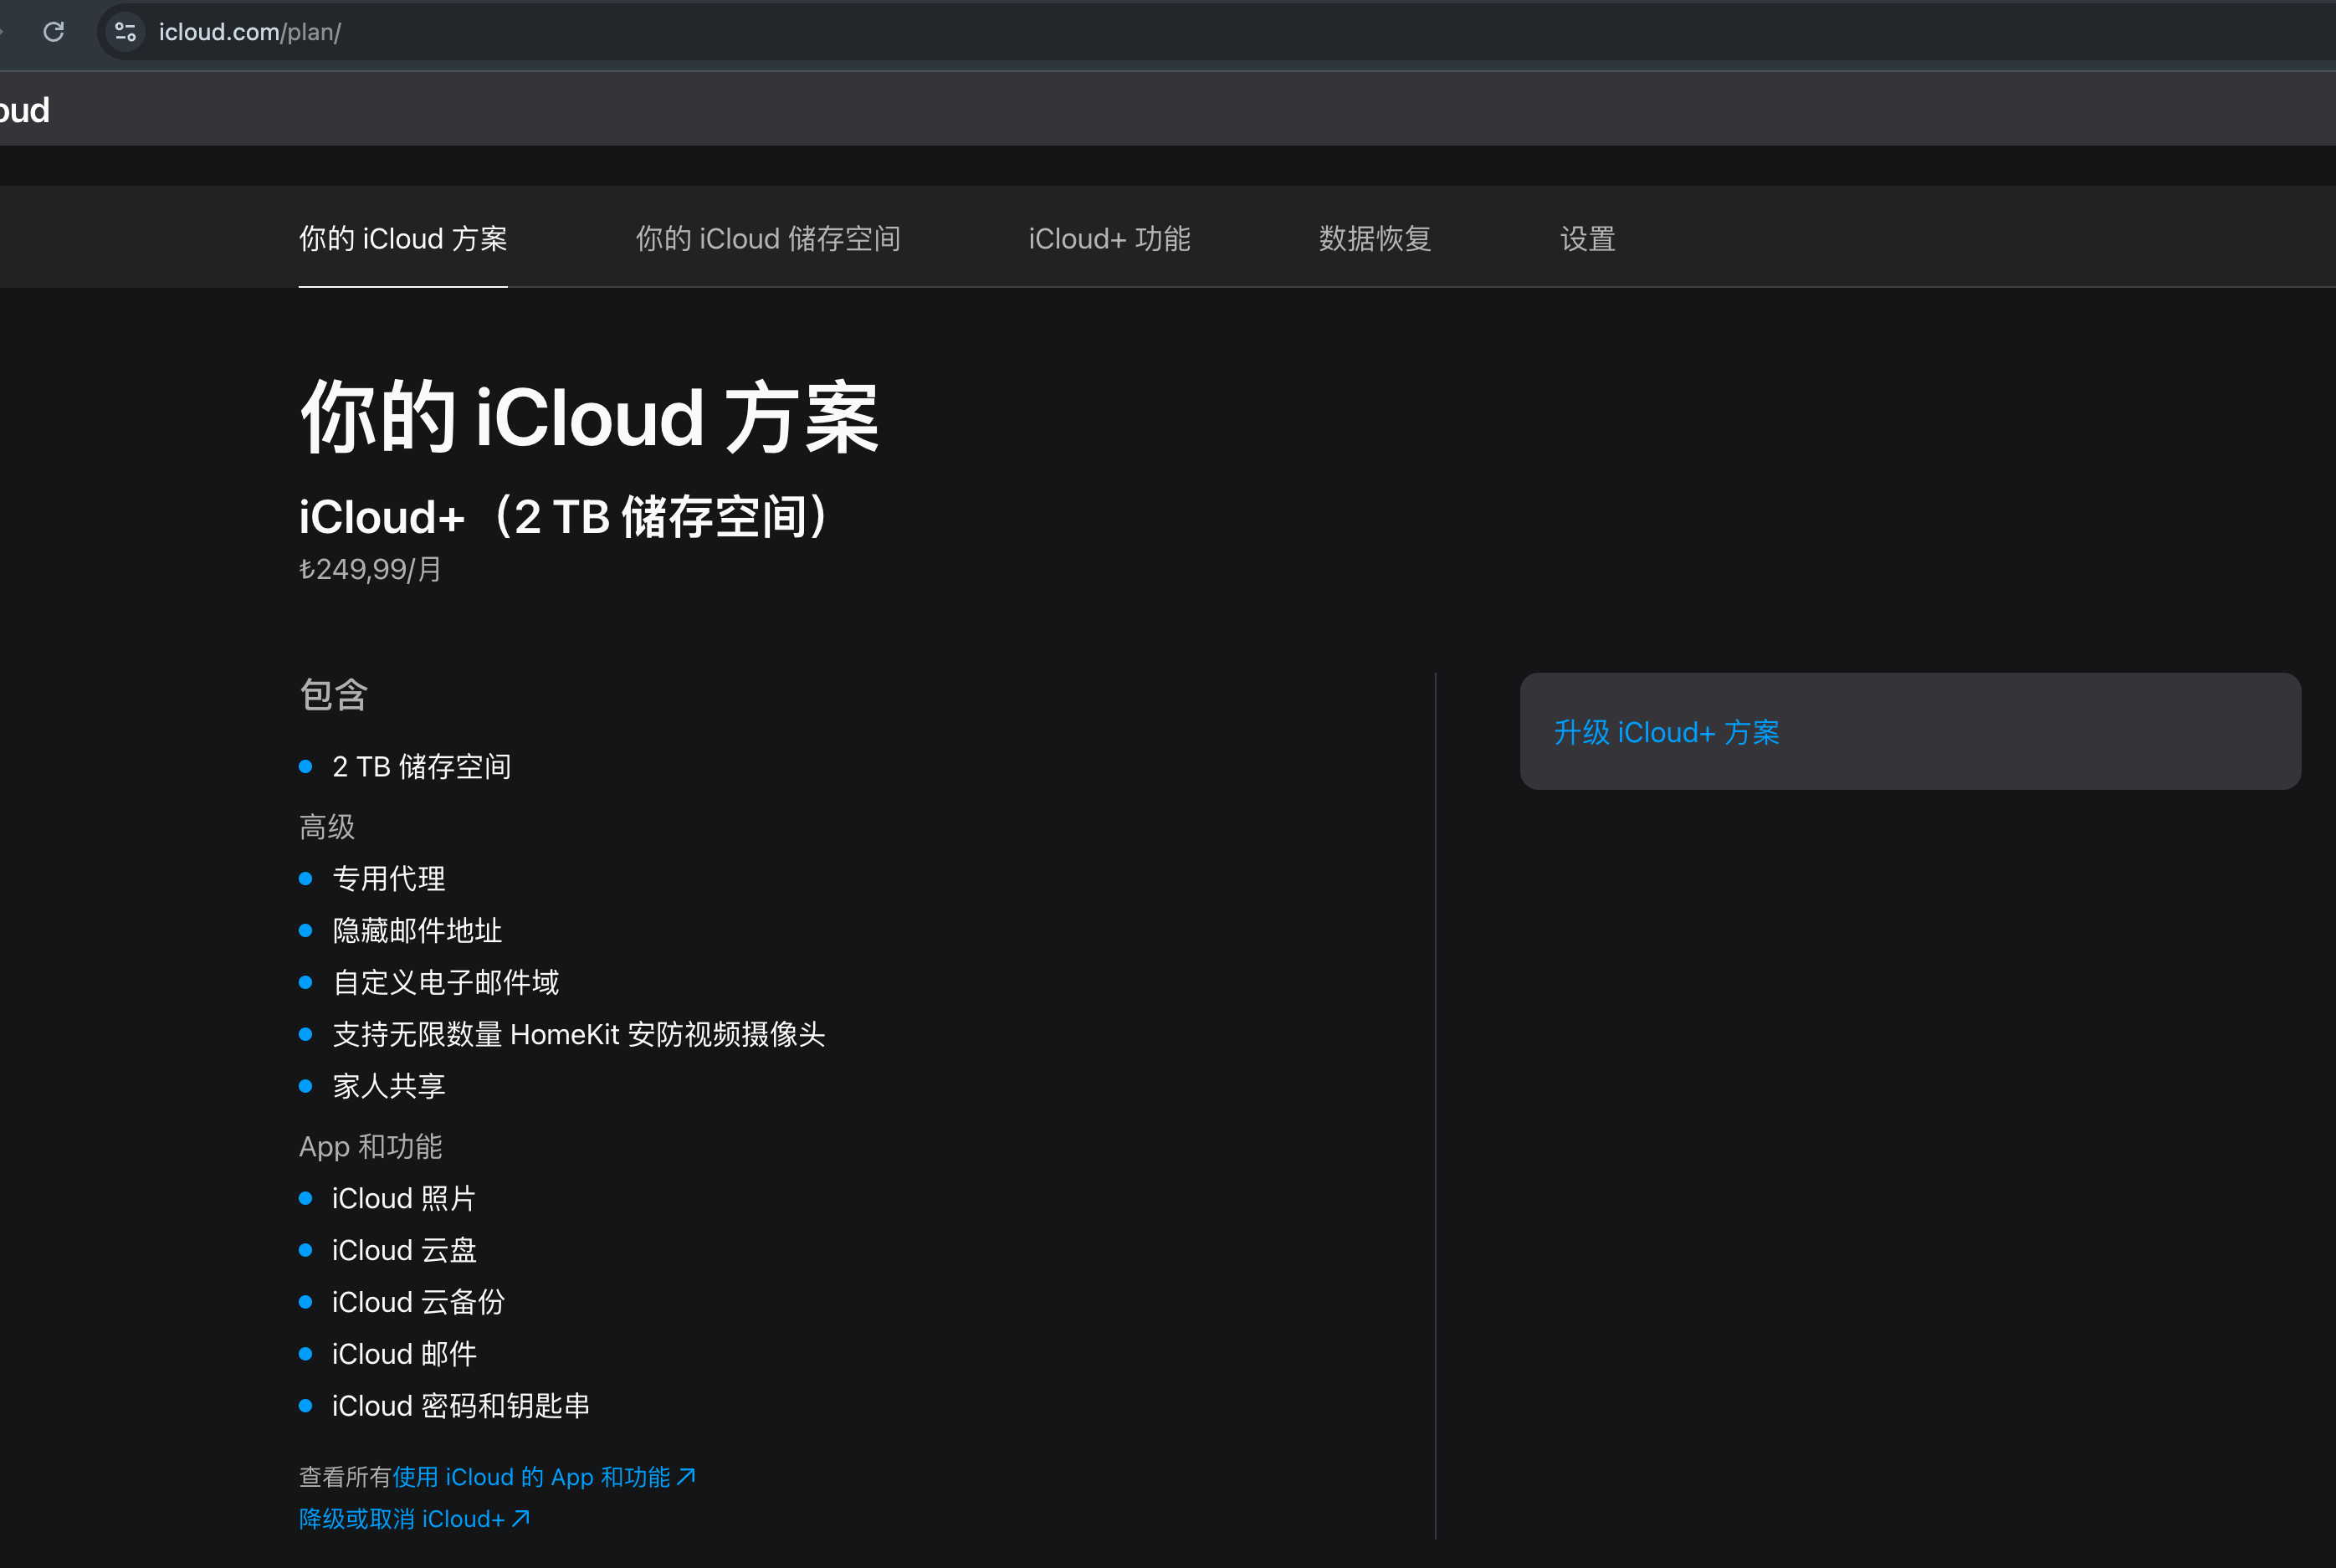 icloud.com/plan/
oud
你的 iCloud 方案
你的 iCloud 储存空间
iCloud+ 功能
数据恢复
设置
你的 iCloud 方案
iCloud+（2 TB 储存空间）
₺249,99/月
包含
2 TB 储存空间
高级
专用代理
隐藏邮件地址
自定义电子邮件域
支持无限数量 HomeKit 安防视频摄像头
家人共享
App 和功能
iCloud 照片
iCloud 云盘
iCloud 云备份
iCloud 邮件
iCloud 密码和钥匙串
查看所有使用 iCloud 的 App 和功能
降级或取消 iCloud+
升级 iCloud+ 方案